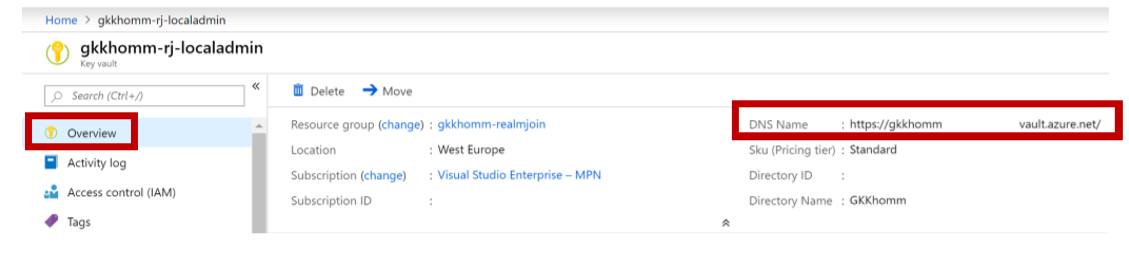 Home > gkkhomm-rj-localadmin
gkkhomm-rj-localadmin
Key vault
Search (Ctrl+/)
«
Overview
Activity log
Access control (IAM)
Tags
Delete
Move
Resource group (change) : gkkhomm-realmjoin
Location : West Europe
Subscription (change) : Visual Studio Enterprise – MPN
Subscription ID :
DNS Name : https://gkkhomm vault.azure.net/
Sku (Pricing tier) : Standard
Directory ID :
Directory Name : GKKhomm